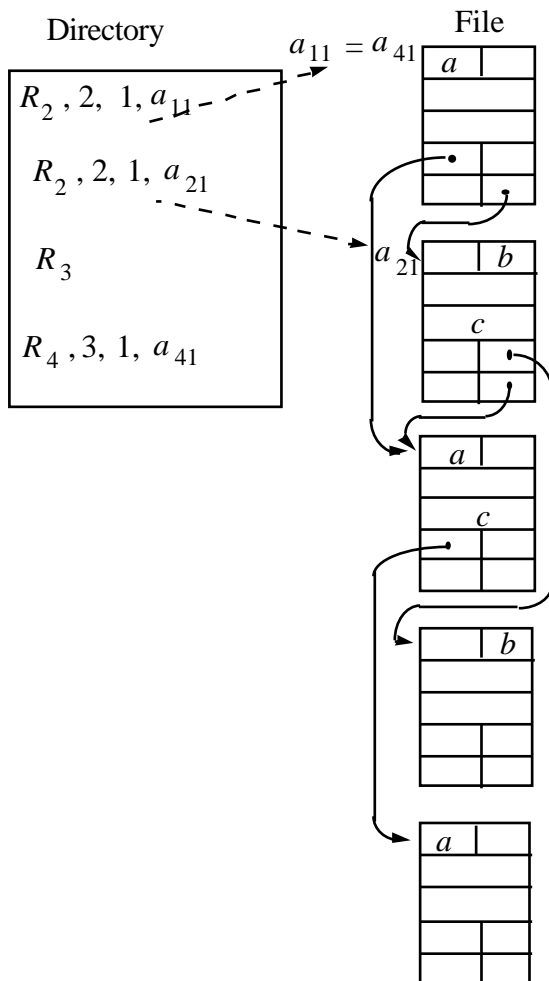 Directory
File
R2 , 2, 1, a11
R2 , 2, 1, a21
R3
R4 , 3, 1, a41
a11 = a41
a
a21
b
c
a
c
b
a